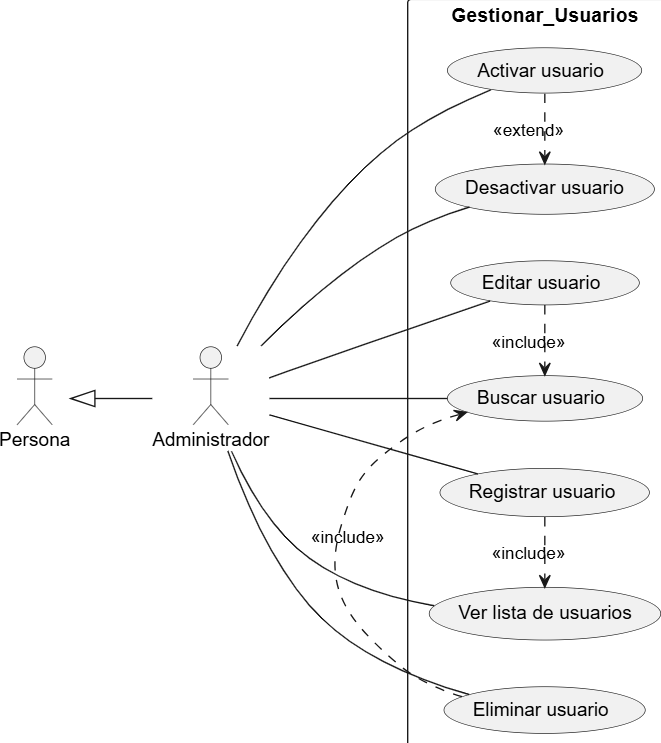 Gestionar_Usuarios
Activar usuario
«extend»
Desactivar usuario
Editar usuario
«include»
Buscar usuario
Persona
Administrador
Registrar usuario
«include»
«include»
Ver lista de usuarios
Eliminar usuario